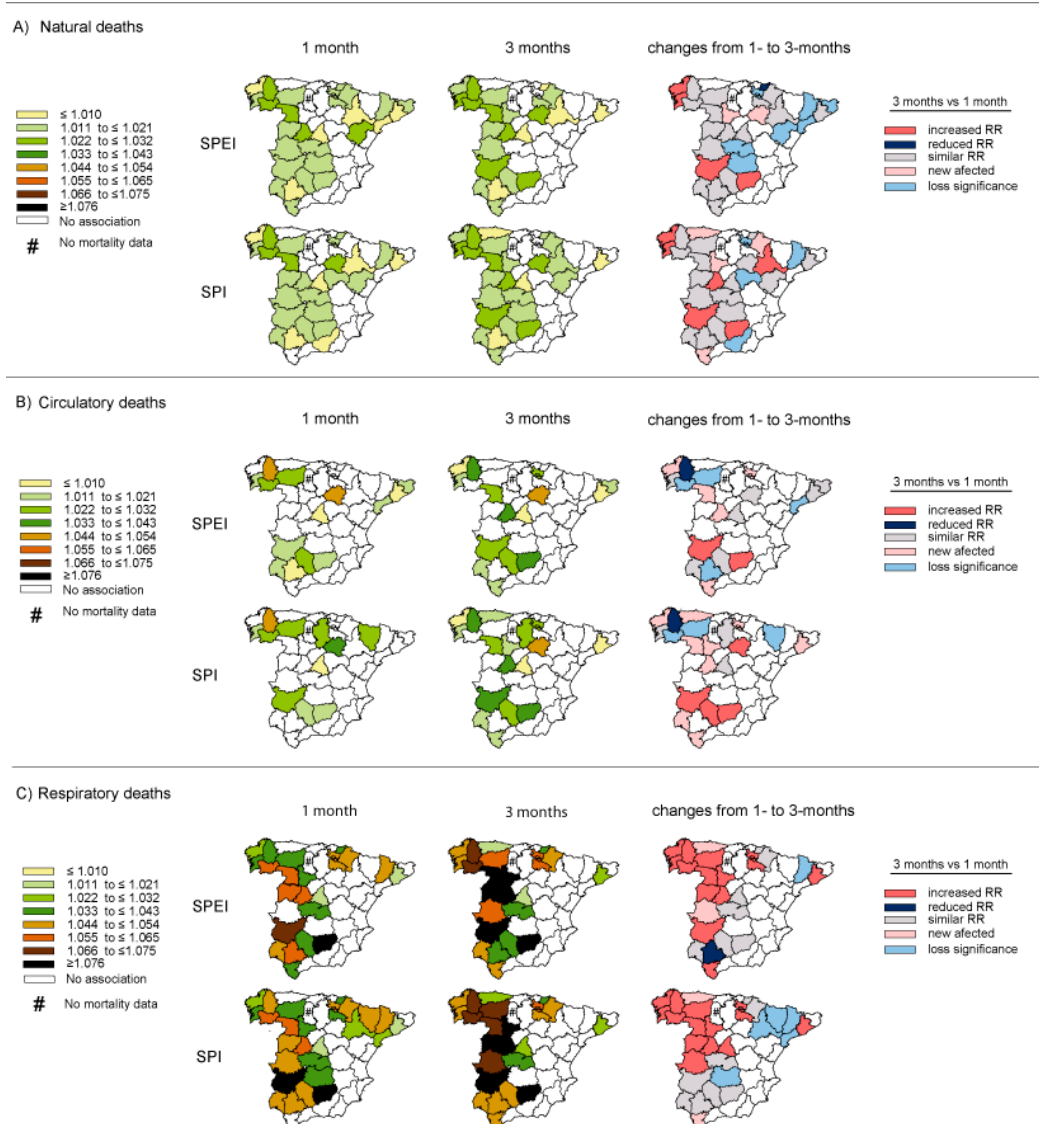 A) Natural deaths
1 month
3 months
changes from 1- to 3-months
≤ 1.010
1.011 to ≤ 1.021
1.022 to ≤ 1.032
1.033 to ≤ 1.043
1.044 to ≤ 1.054
1.055 to ≤ 1.065
1.066 to ≤1.075
≥1.076
No association
# No mortality data
SPEI
#
#
#
3 months vs 1 month
increased RR
reduced RR
similar RR
new afected
loss significance
SPI
#
#
#
B) Circulatory deaths
1 month
3 months
changes from 1- to 3-months
≤ 1.010
1.011 to ≤ 1.021
1.022 to ≤ 1.032
1.033 to ≤ 1.043
1.044 to ≤ 1.054
1.055 to ≤ 1.065
1.066 to ≤1.075
≥1.076
No association
# No mortality data
SPEI
#
#
#
3 months vs 1 month
increased RR
reduced RR
similar RR
new afected
loss significance
SPI
#
#
#
C) Respiratory deaths
1 month
3 months
changes from 1- to 3-months
≤ 1.010
1.011 to ≤ 1.021
1.022 to ≤ 1.032
1.033 to ≤ 1.043
1.044 to ≤ 1.054
1.055 to ≤ 1.065
1.066 to ≤1.075
≥1.076
No association
# No mortality data
SPEI
#
#
#
3 months vs 1 month
increased RR
reduced RR
similar RR
new afected
loss significance
SPI
#
#
#